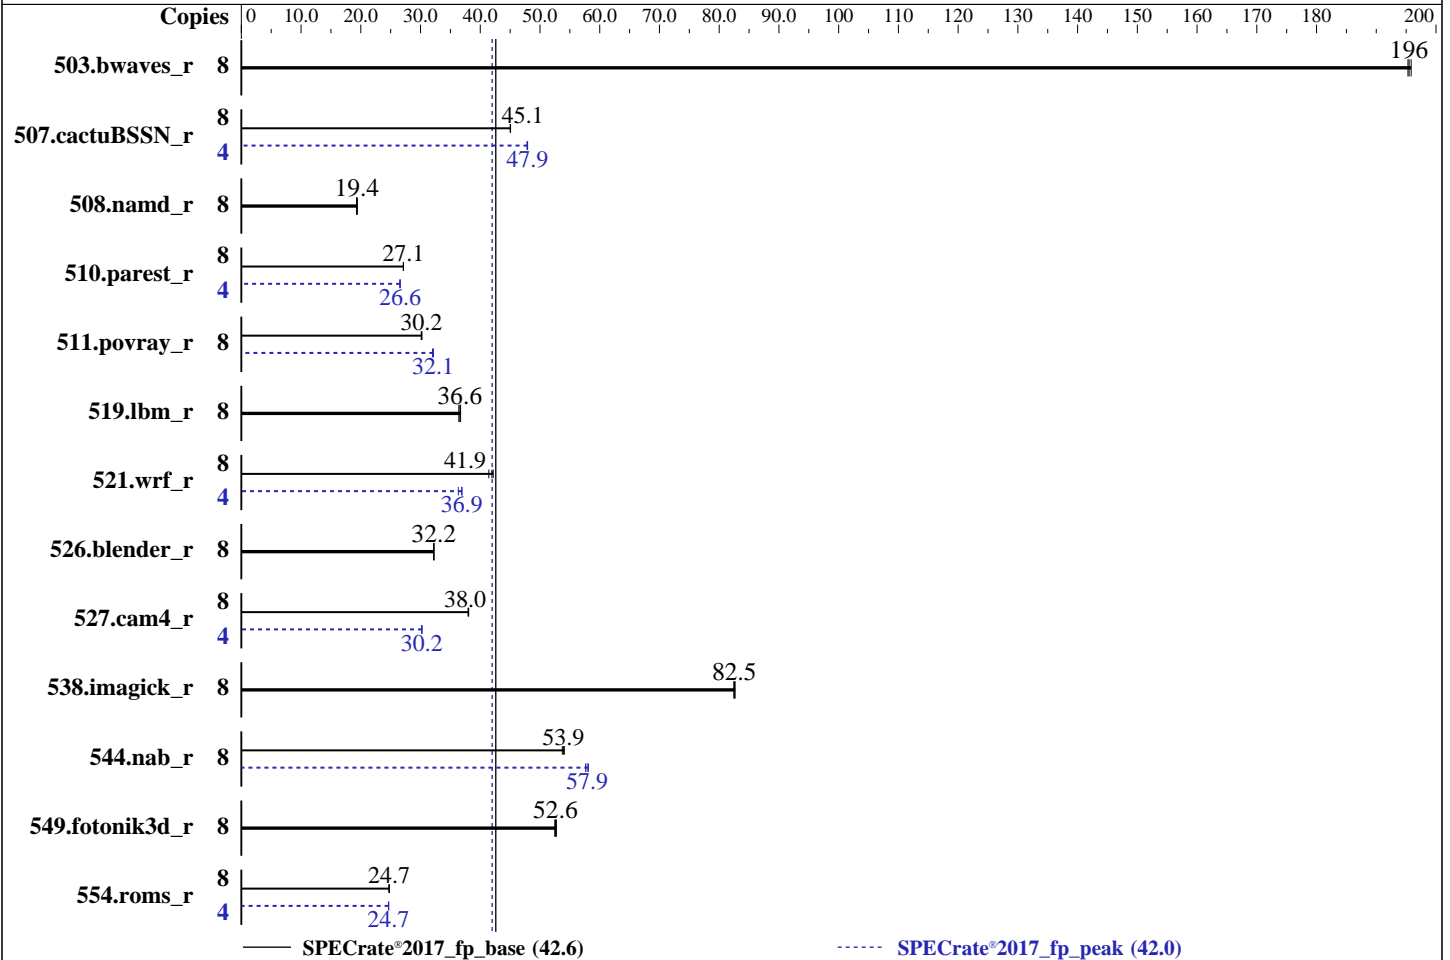 Copies 0 10.0 20.0 30.0 40.0 50.0 60.0 70.0 80.0 90.0 100 110 120 130 140 150 160 170 180 200
503.bwaves_r 8 196
507.cactuBSSN_r 8 45.1
4 47.9
508.namd_r 8 19.4
510.parest_r 8 27.1
4 26.6
511.povray_r 8 30.2
32.1
519.lbm_r 8 36.6
521.wrf_r 8 41.9
4 36.9
526.blender_r 8 32.2
527.cam4_r 8 38.0
4 30.2
538.imagick_r 8 82.5
544.nab_r 8 53.9
57.9
549.fotonik3d_r 8 52.6
554.roms_r 8 24.7
4 24.7
SPECrate®2017_fp_base (42.6) SPECrate®2017_fp_peak (42.0)